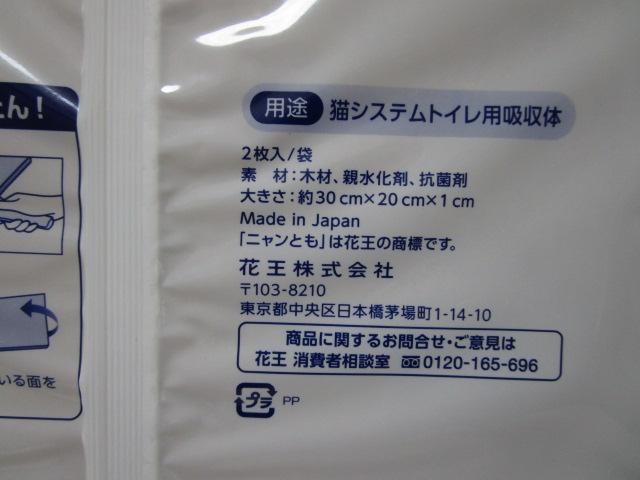 ん!
いる面を
用途 猫システムトイレ用吸収体
2枚入/袋
素 材:木材、親水化剤、抗菌剤
大きさ:約30cm×20cm×1cm
Made in Japan
「ニャンとも」は花王の商標です。
花王株式会社
〒103-8210
東京都中央区日本橋茅場町1-14-10
商品に関するお問合せ・ご意見は
花王 消費者相談室 0120-165-696
プラ PP